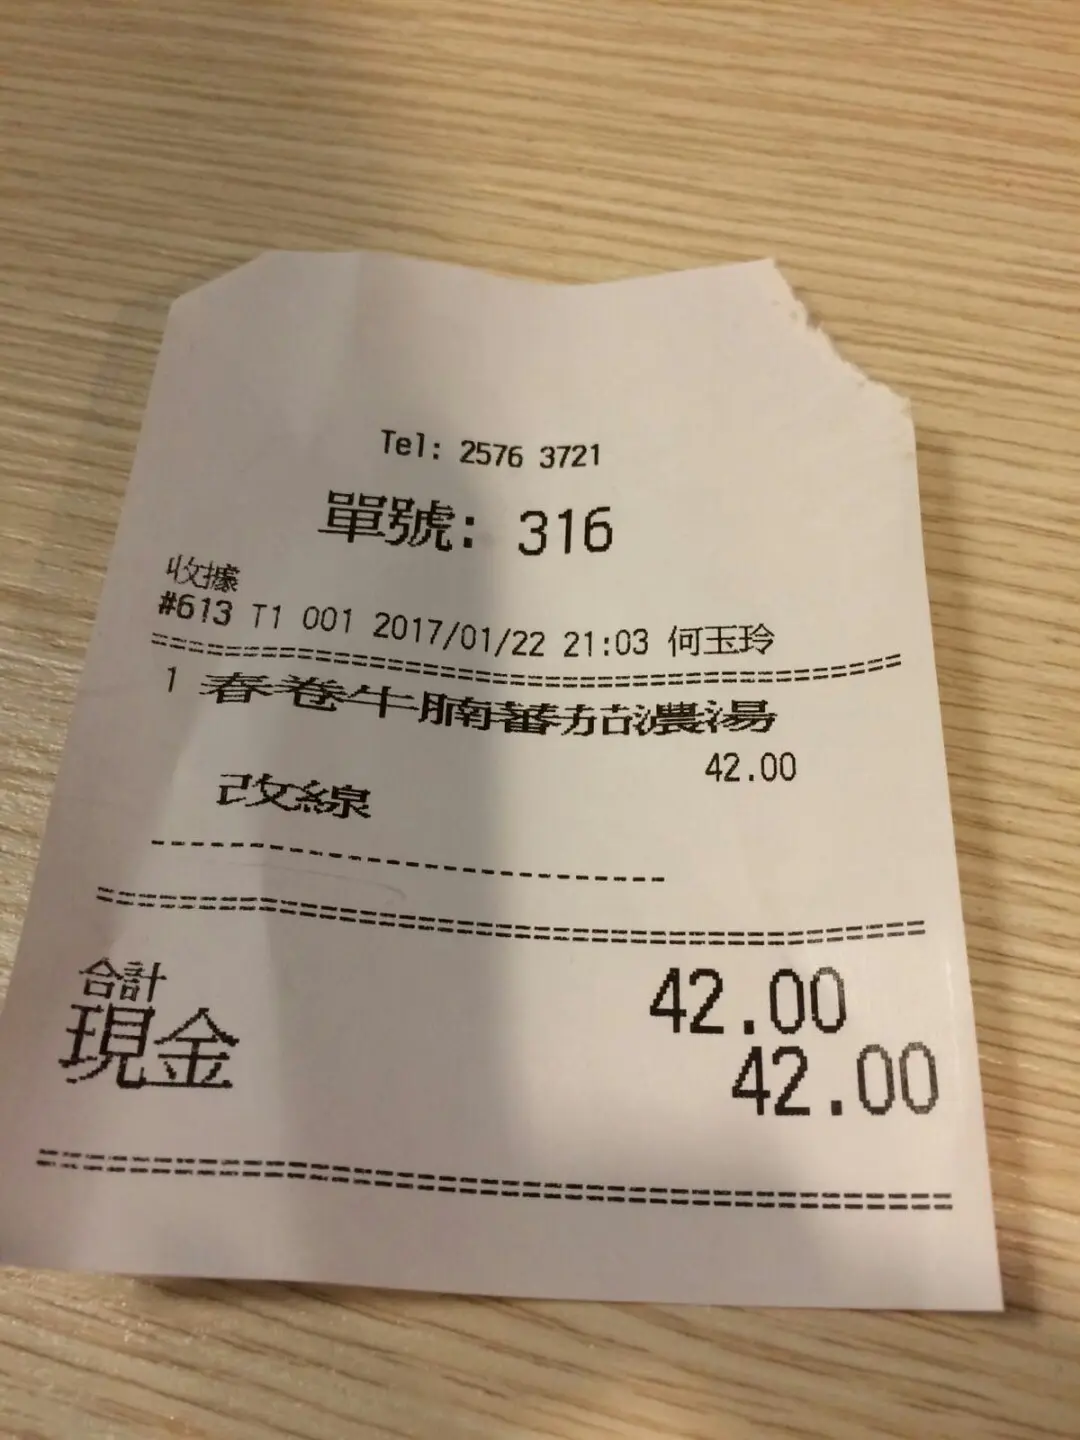 Tel: 2576 3721
單號: 316
收據
#613 T1 001 2017/01/22 21:03 何玉玲
1 春卷牛腩蕃茄濃湯
42.00
改線
合計 42.00
現金 42.00